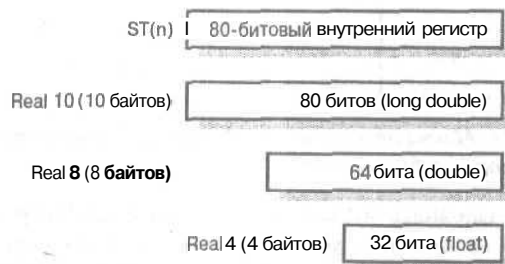 ST(n) 80-битовый внутренний регистр
Real 10 (10 байтов) 80 битов (long double)
Real 8 (8 байтов) 64 бита (double)
Real 4 (4 байтов) 32 бита (float)